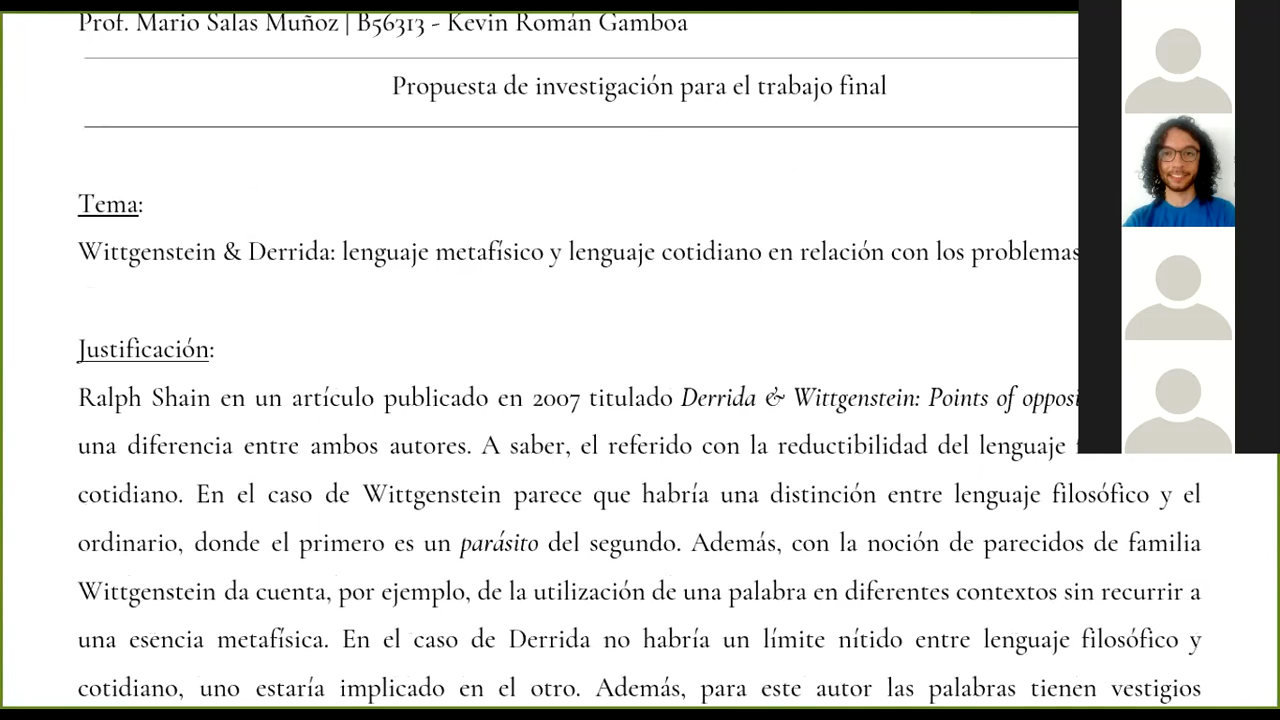 Prof. Mario Salas Muñoz | B56313 - Kevin Román Gamboa
Propuesta de investigación para el trabajo final
Tema:
Wittgenstein & Derrida: lenguaje metafísico y lenguaje cotidiano en relación con los problemas
Justificación:
Ralph Shain en un artículo publicado en 2007 titulado Derrida & Wittgenstein: Points of
una diferencia entre ambos autores. A saber, el referido con la reductibilidad del lenguaje
cotidiano. En el caso de Wittgenstein parece que habría una distinción entre lenguaje filosófico y el
ordinario, donde el primero es un parásito del segundo. Además, con la noción de parecidos de familia
Wittgenstein da cuenta, por ejemplo, de la utilización de una palabra en diferentes contextos sin recurrir a
una esencia metafísica. En el caso de Derrida no habría un límite nítido entre lenguaje filosófico y
cotidiano, uno estaría implicado en el otro. Además, para este autor las palabras tienen vestigios